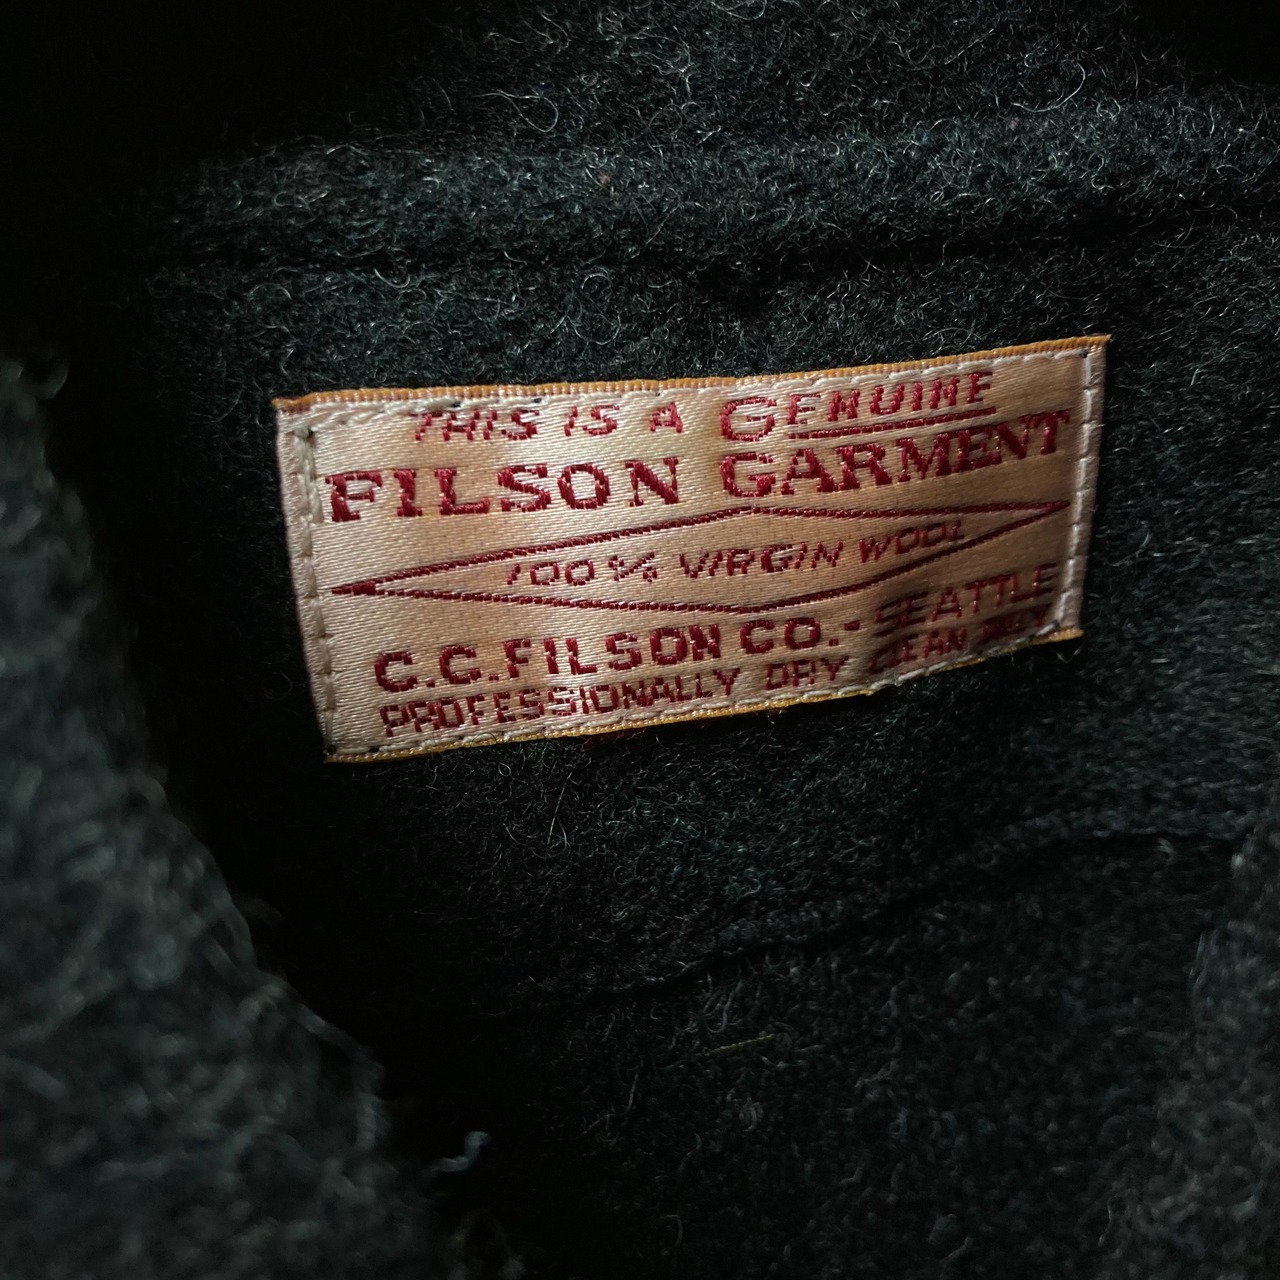 THIS IS A GENUINE
FILSON GARMENT
100% VIRGIN WOOL
C.C.FILSON CO.-SEATTLE
PROFESSIONALLY DRY CLEAN ONLY